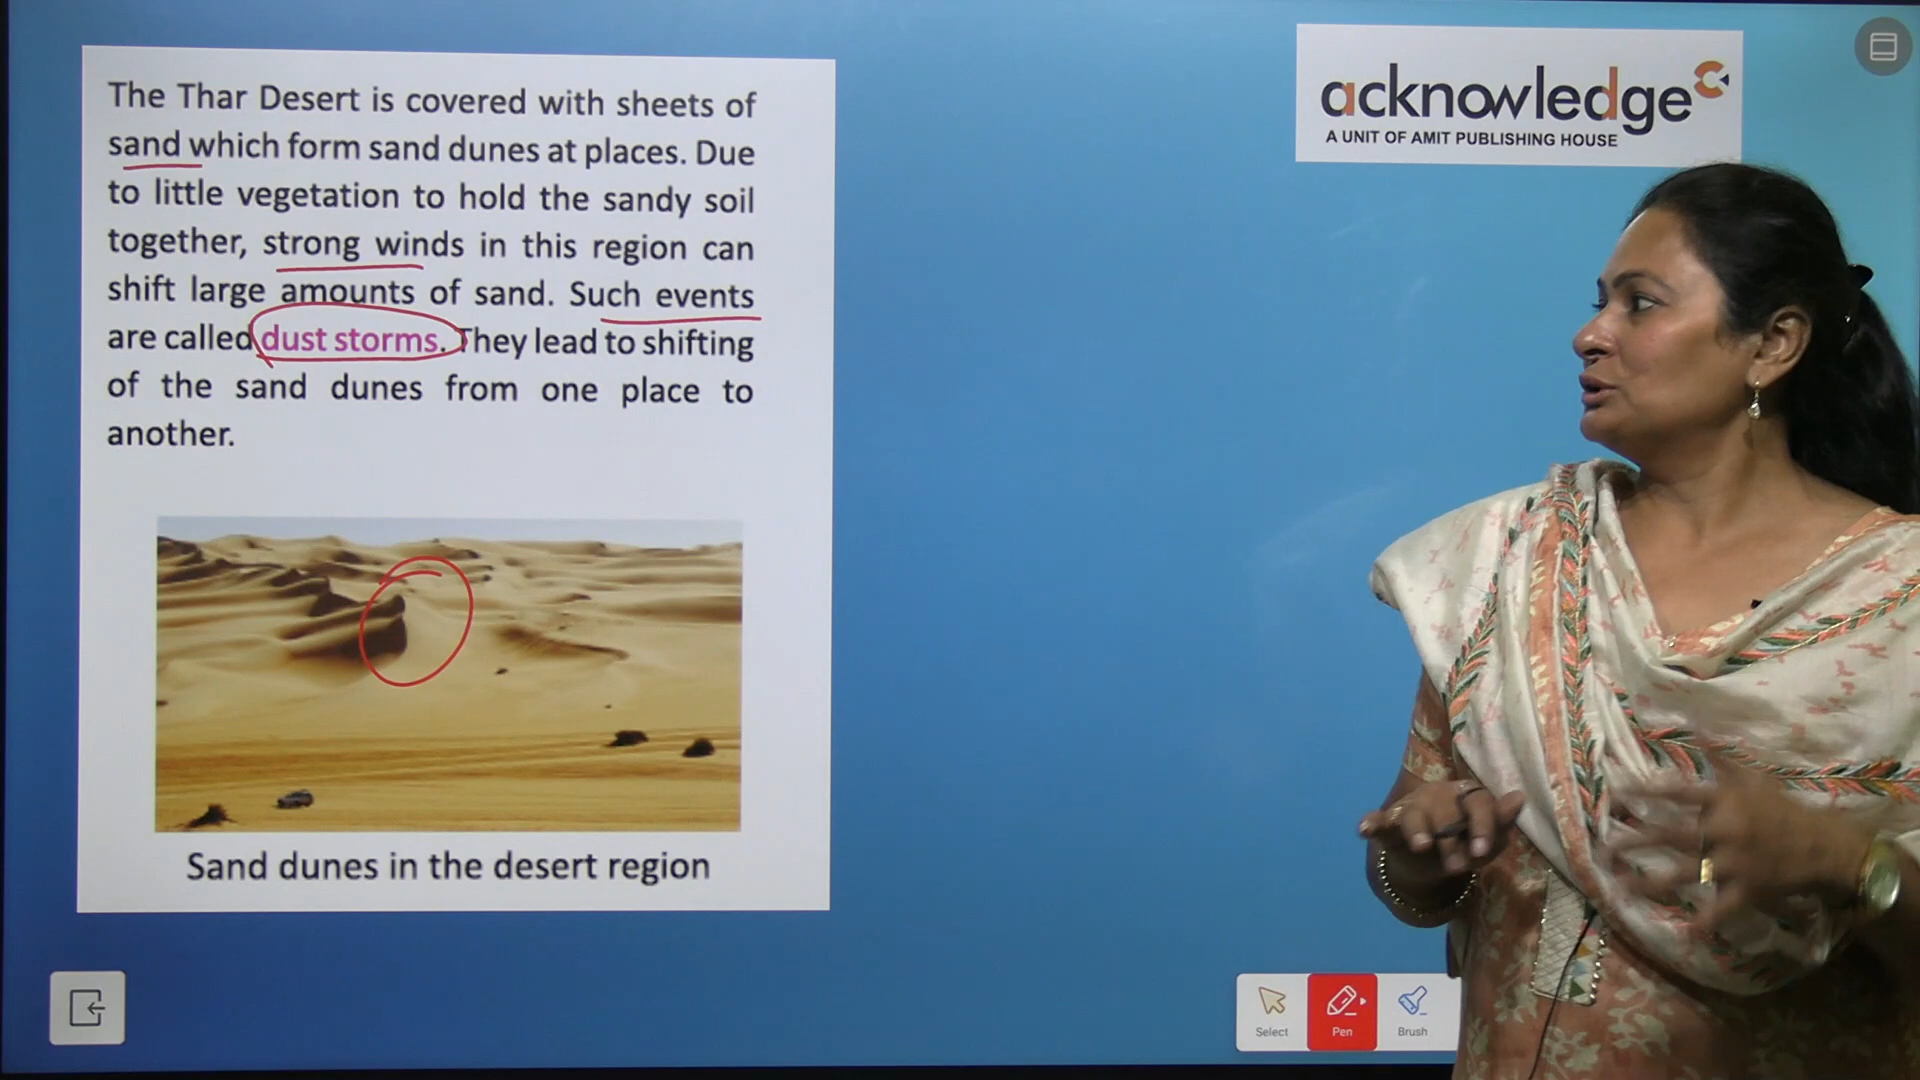 The Thar Desert is covered with sheets of
sand which form sand dunes at places. Due
to little vegetation to hold the sandy soil
together, strong winds in this region can
shift large amounts of sand. Such events
are called dust storms. They lead to shifting
of the sand dunes from one place to
another.
Sand dunes in the desert region
acknowledge
A UNIT OF AMIT PUBLISHING HOUSE
Select
Pen
Brush